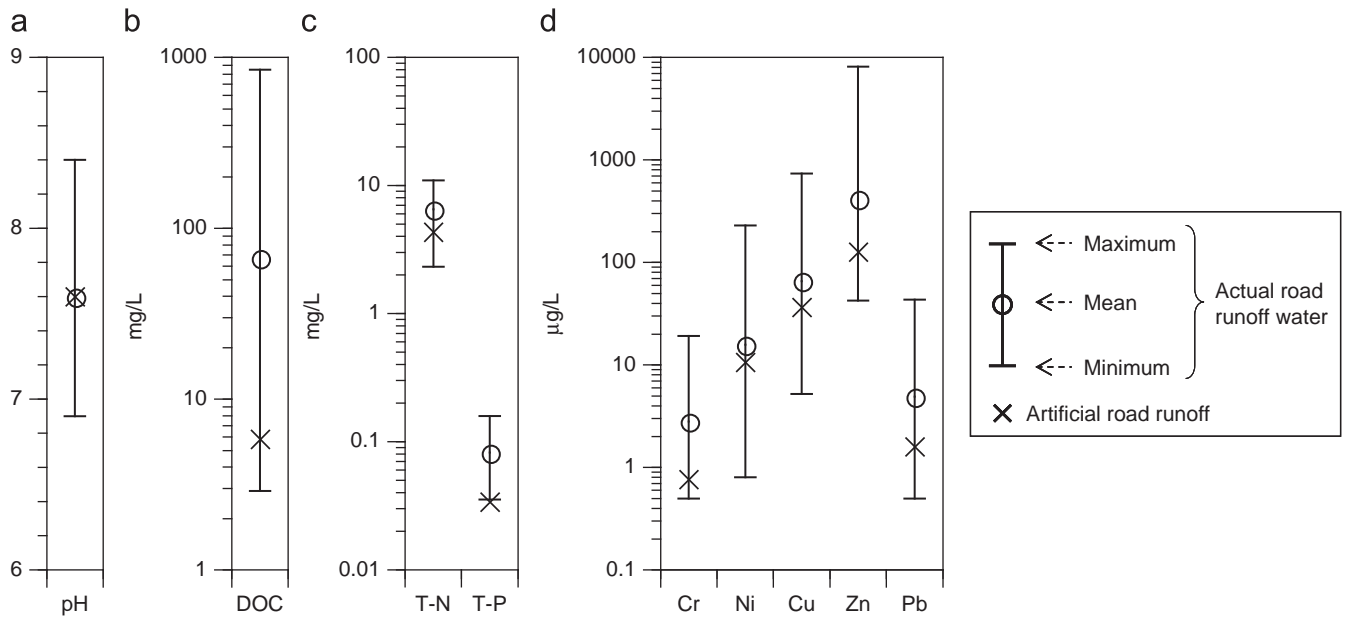 a
9
8
7
6
pH
b
mg/L
1000
100
10
1
DOC
c
mg/L
100
10
1
0.1
0.01
T-N T-P
d
µg/L
10000
1000
100
10
1
0.1
Cr Ni Cu Zn Pb
Maximum
Mean
Minimum
Actual road
runoff water
Artificial road runoff